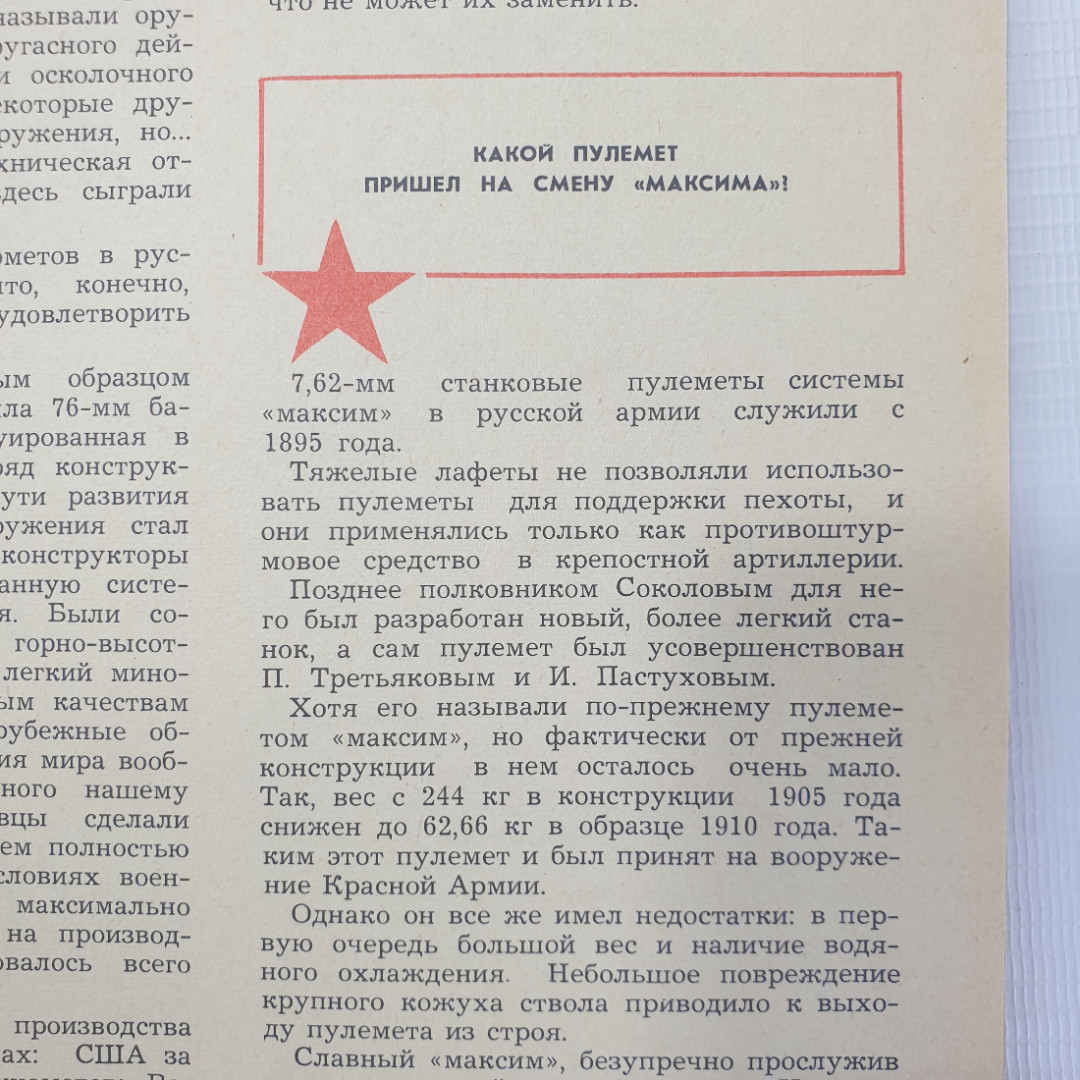 называли ору-
фугасного дей-
и осколочного
некоторые дру-
оружения, но...
техническая от-
здесь сыграли
ометов в рус-
что, конечно,
удовлетворить
ым образцом
ила 76-мм ба-
уированная в
ряд конструк-
ути развития
оружения стал
конструкторы
анную систе-
я. Были со-
горно-высот-
легкий мино-
ым качествам
рубежные об-
ия мира вооб-
ного нашему
вцы сделали
ем полностью
словиях воен-
максимально
на производ-
овалось всего
производства
ах: США за
что не может их заменить.
КАКОЙ ПУЛЕМЕТ
ПРИШЕЛ НА СМЕНУ «МАКСИМА»?
7,62-мм станковые пулеметы системы
«максим» в русской армии служили с
1895 года.
Тяжелые лафеты не позволяли использо-
вать пулеметы для поддержки пехоты, и
они применялись только как противоштур-
мовое средство в крепостной артиллерии.
Позднее полковником Соколовым для не-
го был разработан новый, более легкий ста-
нок, а сам пулемет был усовершенствован
П. Третьяковым и И. Пастуховым.
Хотя его называли по-прежнему пулеме-
том «максим», но фактически от прежней
конструкции в нем осталось очень мало.
Так, вес с 244 кг в конструкции 1905 года
снижен до 62,66 кг в образце 1910 года. Та-
ким этот пулемет и был принят на вооруже-
ние Красной Армии.
Однако он все же имел недостатки: в пер-
вую очередь большой вес и наличие водя-
ного охлаждения. Небольшое повреждение
крупного кожуха ствола приводило к выхо-
ду пулемета из строя.
Славный «максим», безупречно прослужив